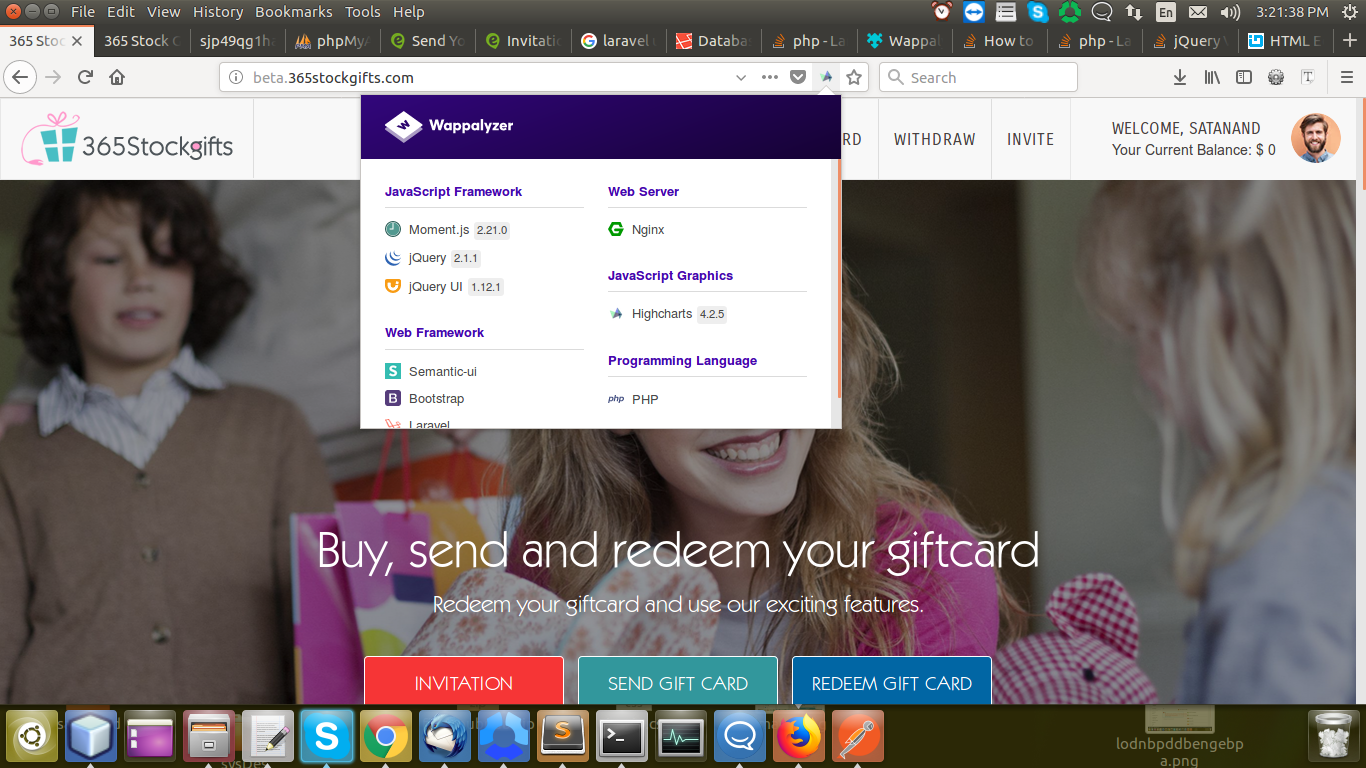 File Edit View History Bookmarks Tools Help
En
3:21:38 PM
365 Stoc
365 Stock G
sjp49qg1h
phpMyA
Send Yo
Invitatio
laravel
Databa
php - La
Wappal
How to
php - La
jQuery
HTML E
beta.365stockgifts.com
Search
365Stockgifts
RD
WITHDRAW
INVITE
WELCOME, SATANAND
Your Current Balance: $ 0
Wappalyzer
JavaScript Framework
Moment.js 2.21.0
jQuery 2.1.1
jQuery UI 1.12.1
Web Framework
Semantic-ui
Bootstrap
Laravel
Web Server
Nginx
JavaScript Graphics
Highcharts 4.2.5
Programming Language
php PHP
Buy, send and redeem your giftcard
Redeem your giftcard and use our exciting features.
INVITATION
SEND GIFT CARD
REDEEM GIFT CARD
lodnbpddbengebp
a.png